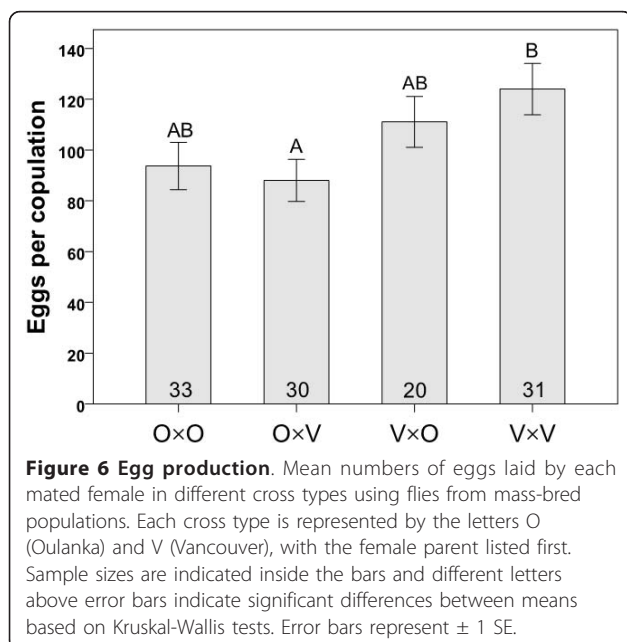 140
120
100
80
60
40
20
0
Eggs per copulation
AB
A
AB
B
33
30
20
31
O×O
O×V
V×O
V×V
Figure 6 Egg production. Mean numbers of eggs laid by each
mated female in different cross types using flies from mass-bred
populations. Each cross type is represented by the letters O
(Oulanka) and V (Vancouver), with the female parent listed first.
Sample sizes are indicated inside the bars and different letters
above error bars indicate significant differences between means
based on Kruskal-Wallis tests. Error bars represent ± 1 SE.